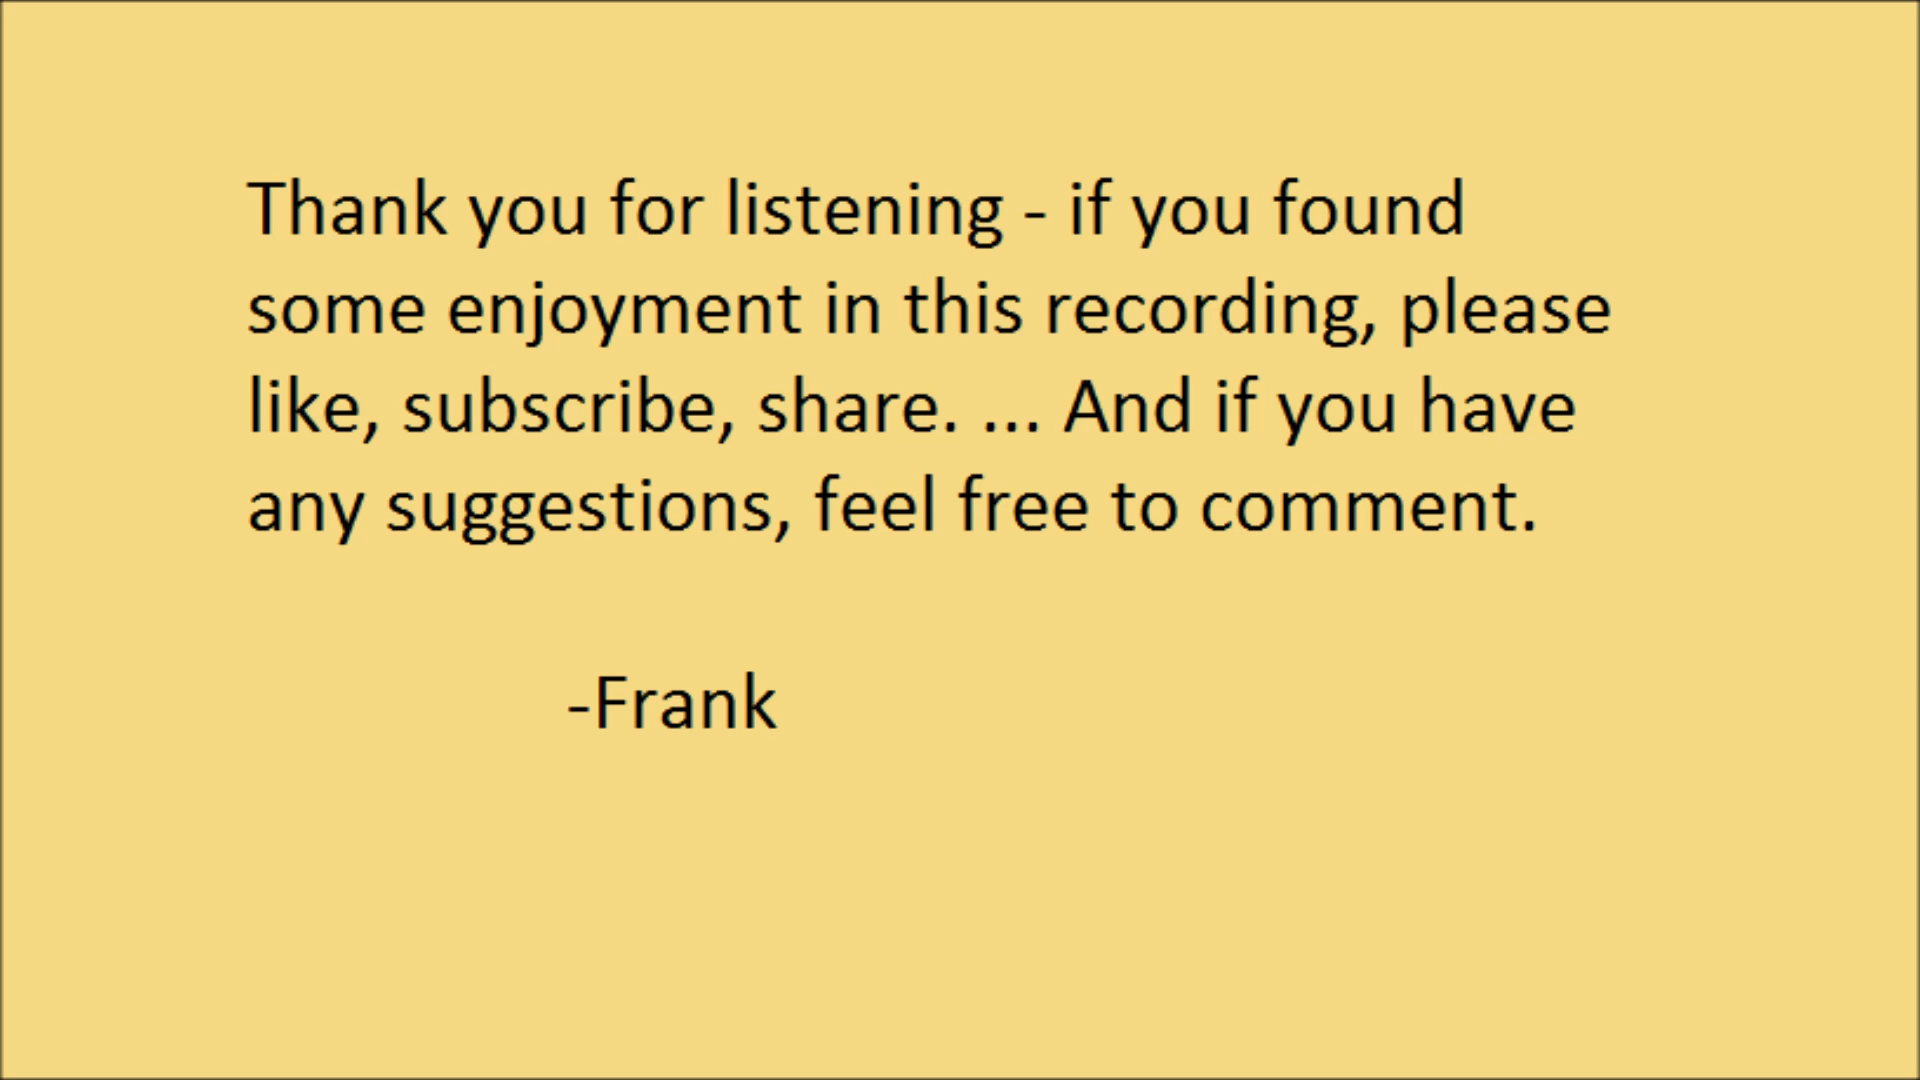 Thank you for listening - if you found
some enjoyment in this recording, please
like, subscribe, share. ... And if you have
any suggestions, feel free to comment.
-Frank